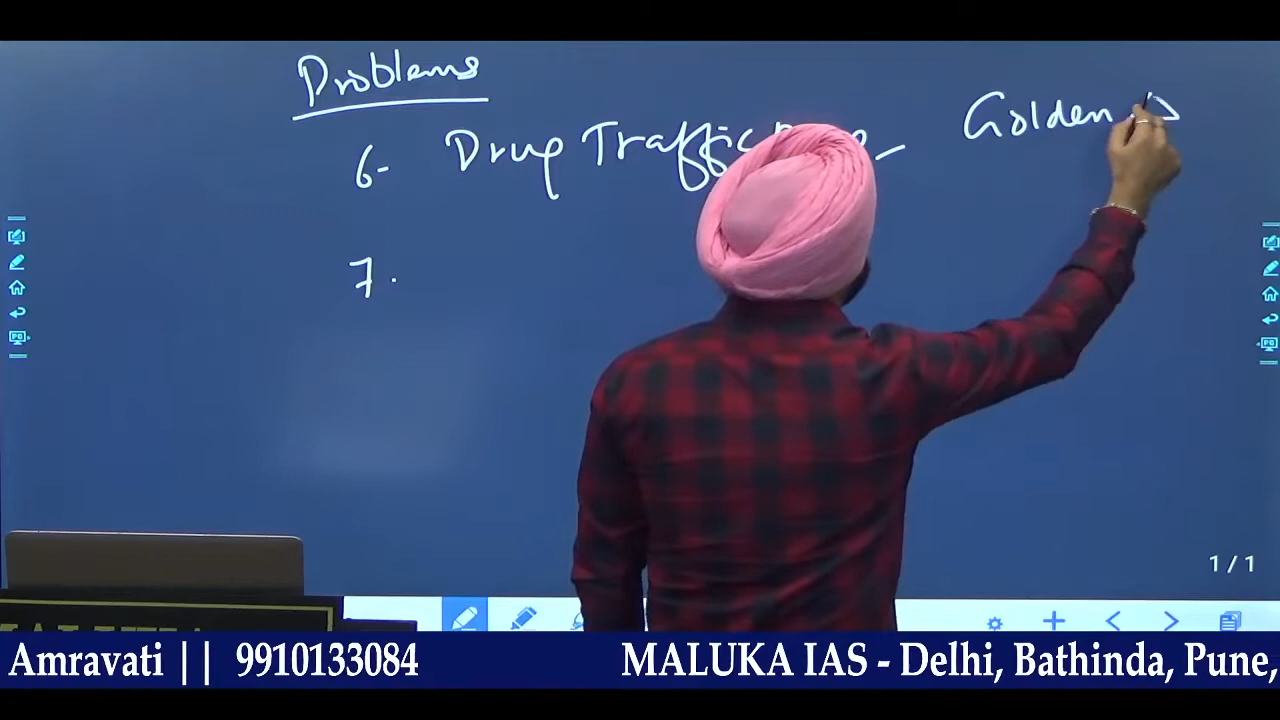 Problems
6- Drug Traffic - Golden
7.
1/1
Amravati || 9910133084 MALUKA IAS - Delhi, Bathinda, Pune,